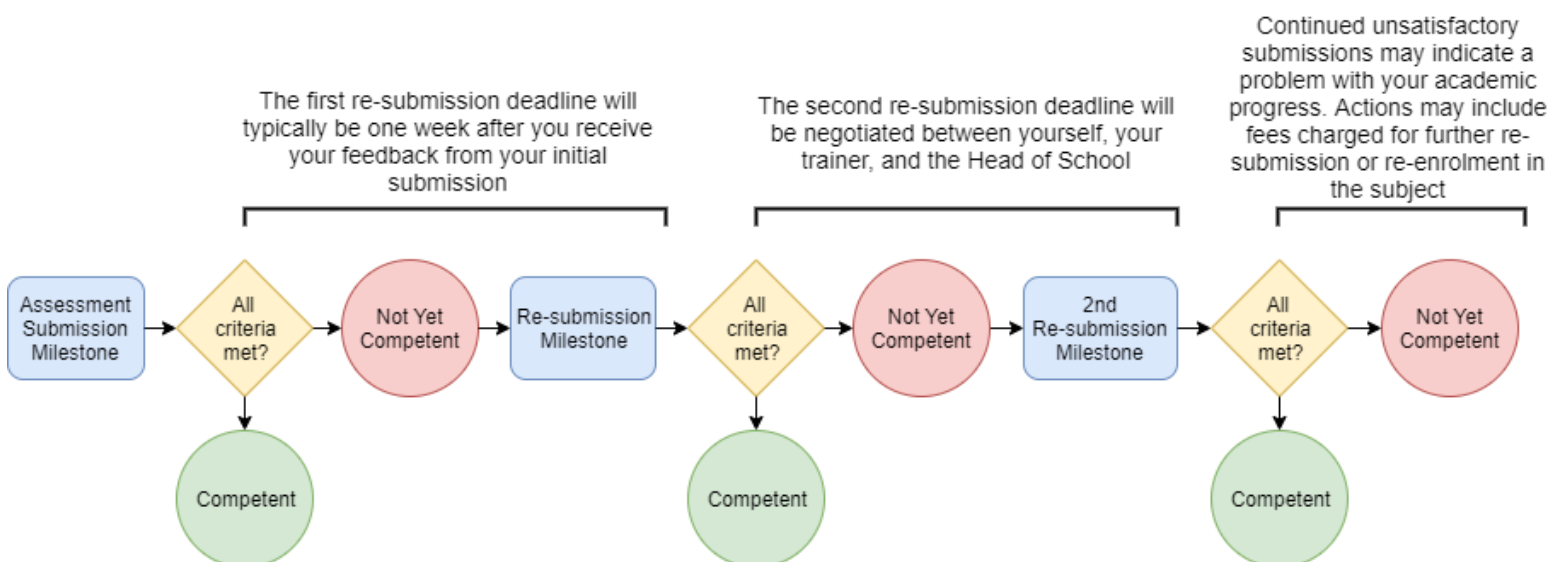 The first re-submission deadline will
typically be one week after you receive
your feedback from your initial
submission
The second re-submission deadline will
be negotiated between yourself, your
trainer, and the Head of School
Continued unsatisfactory
submissions may indicate a
problem with your academic
progress. Actions may include
fees charged for further re-
submission or re-enrolment in
the subject
Assessment
Submission
Milestone
All
criteria
met?
Not Yet
Competent
Re-submission
Milestone
All
criteria
met?
Not Yet
Competent
2nd
Re-submission
Milestone
All
criteria
met?
Not Yet
Competent
Competent
Competent
Competent